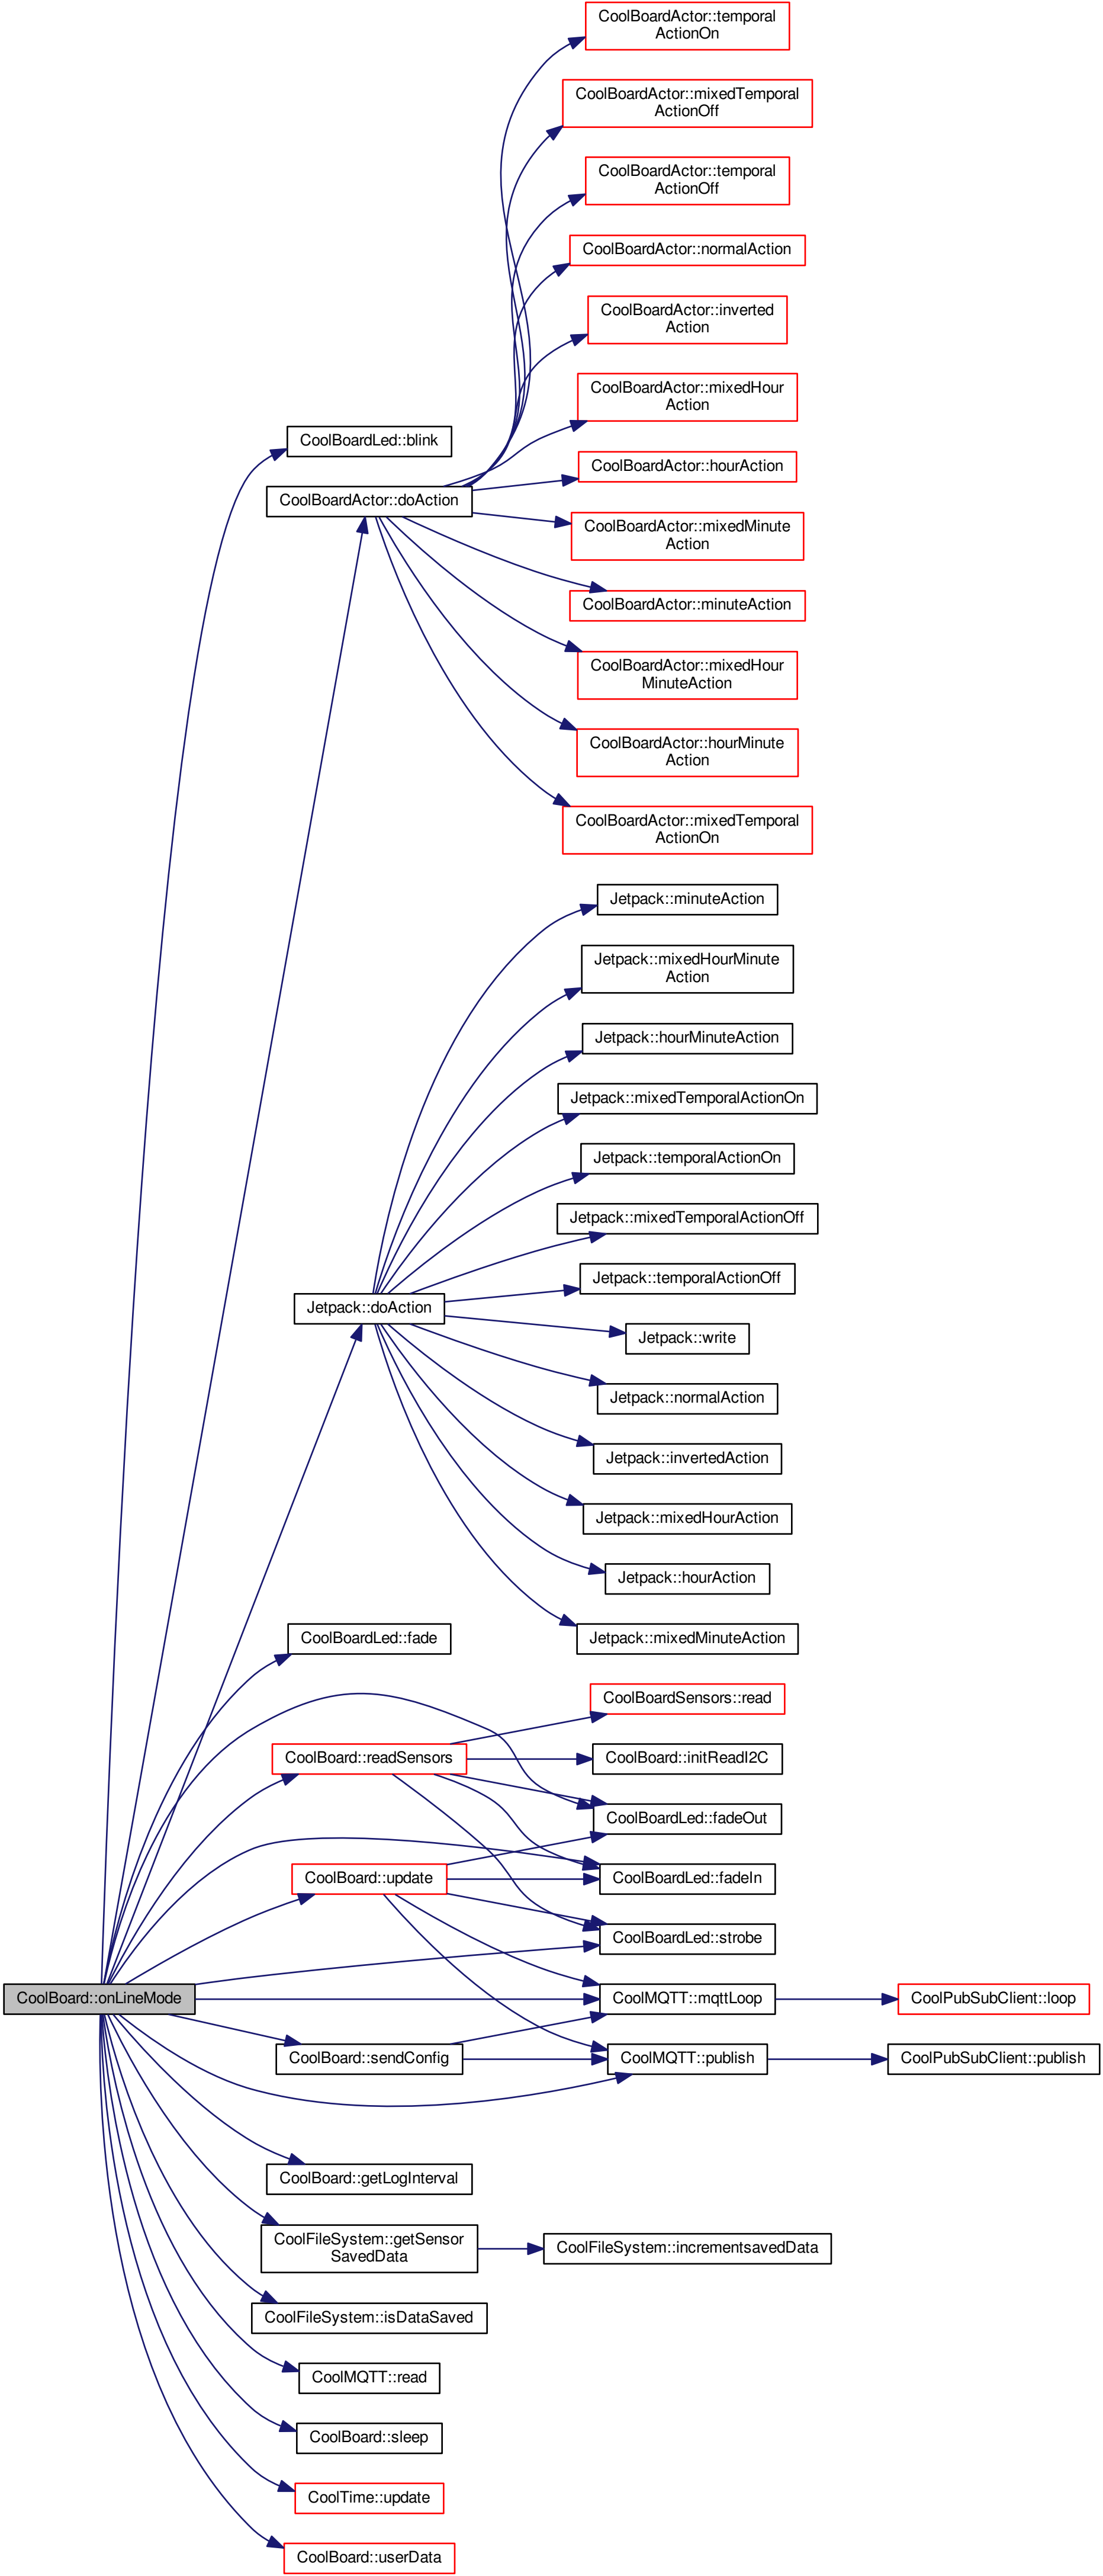 CoolBoardActor::temporal
ActionOn
CoolBoardActor::mixedTemporal
ActionOff
CoolBoardActor::temporal
ActionOff
CoolBoardActor::normalAction
CoolBoardActor::inverted
Action
CoolBoardActor::mixedHour
Action
CoolBoardLed::blink
CoolBoardActor::hourAction
CoolBoardActor::doAction
CoolBoardActor::mixedMinute
Action
CoolBoardActor::minuteAction
CoolBoardActor::mixedHour
MinuteAction
CoolBoardActor::hourMinute
Action
CoolBoardActor::mixedTemporal
ActionOn
Jetpack::minuteAction
Jetpack::mixedHourMinute
Action
Jetpack::hourMinuteAction
Jetpack::mixedTemporalActionOn
Jetpack::temporalActionOn
Jetpack::mixedTemporalActionOff
Jetpack::temporalActionOff
Jetpack::doAction
Jetpack::write
Jetpack::normalAction
Jetpack::invertedAction
Jetpack::mixedHourAction
Jetpack::hourAction
CoolBoardLed::fade
Jetpack::mixedMinuteAction
CoolBoardSensors::read
CoolBoard::readSensors
CoolBoard::initReadI2C
CoolBoardLed::fadeOut
CoolBoard::update
CoolBoardLed::fadeIn
CoolBoardLed::strobe
CoolBoard::onLineMode
CoolMQTT::mqttLoop
CoolPubSubClient::loop
CoolBoard::sendConfig
CoolMQTT::publish
CoolPubSubClient::publish
CoolBoard::getLogInterval
CoolFileSystem::getSensor
SavedData
CoolFileSystem::incrementsavedData
CoolFileSystem::isDataSaved
CoolMQTT::read
CoolBoard::sleep
CoolTime::update
CoolBoard::userData